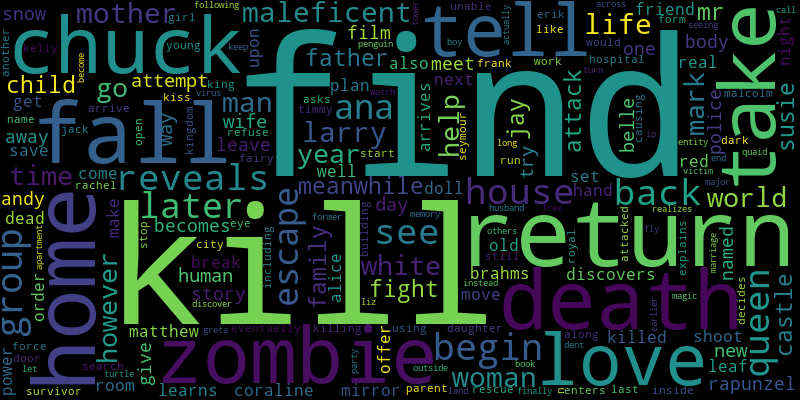 snow
mother
girl
maleficent
following
unable
actually
erik
across
seeing
call
chuck
another
young
penguin
keep
upon
film
tell
like
boy
would
form
life
friend
mr
turn
night
child
kelly
become
virus
king
tower
father
also
meet
frank
work
hospital
one
body
real
take
go
attempt
kiss
plan
asks
timmy
next
find
get
fall
man
ana
arrives
help
seymour
jay
attack
mark
police
malcolm
susie
name
jack
open
way
wife
larry
watch
long
belle
causing
ip
entity
dark
away
arrive
kingdom
refuse
leave
start
run
try
save
fairy
year
well
red
end
quaid
victim
time
come
reveals
meanwhile
doll
house
set
hand
back
major
world
andy
rachel
later
escape
day
old
named
realizes
dead
make
stop
becomes
eye
former
memory
husband
free
home
group
apartment
city
including
family
building
see
return
others
still
royal
attacked
fly
marriage
queen
order
however
break
human
alice
white
brahms
discovers
explains
castle
story
discover
liz
fight
move
instead
kill
death
magic
decides
earlier
matthew
greta
eventually
killing
using
daughter
along
killed
shoot
force
zombie
offer
begin
dent
new
power
door
give
party
outside
woman
book
love
leaf
let
search
turtle
room
parent
land
rescue
finally
enters
last
inside
rapunzel
survivor
learns
coraline
mirror